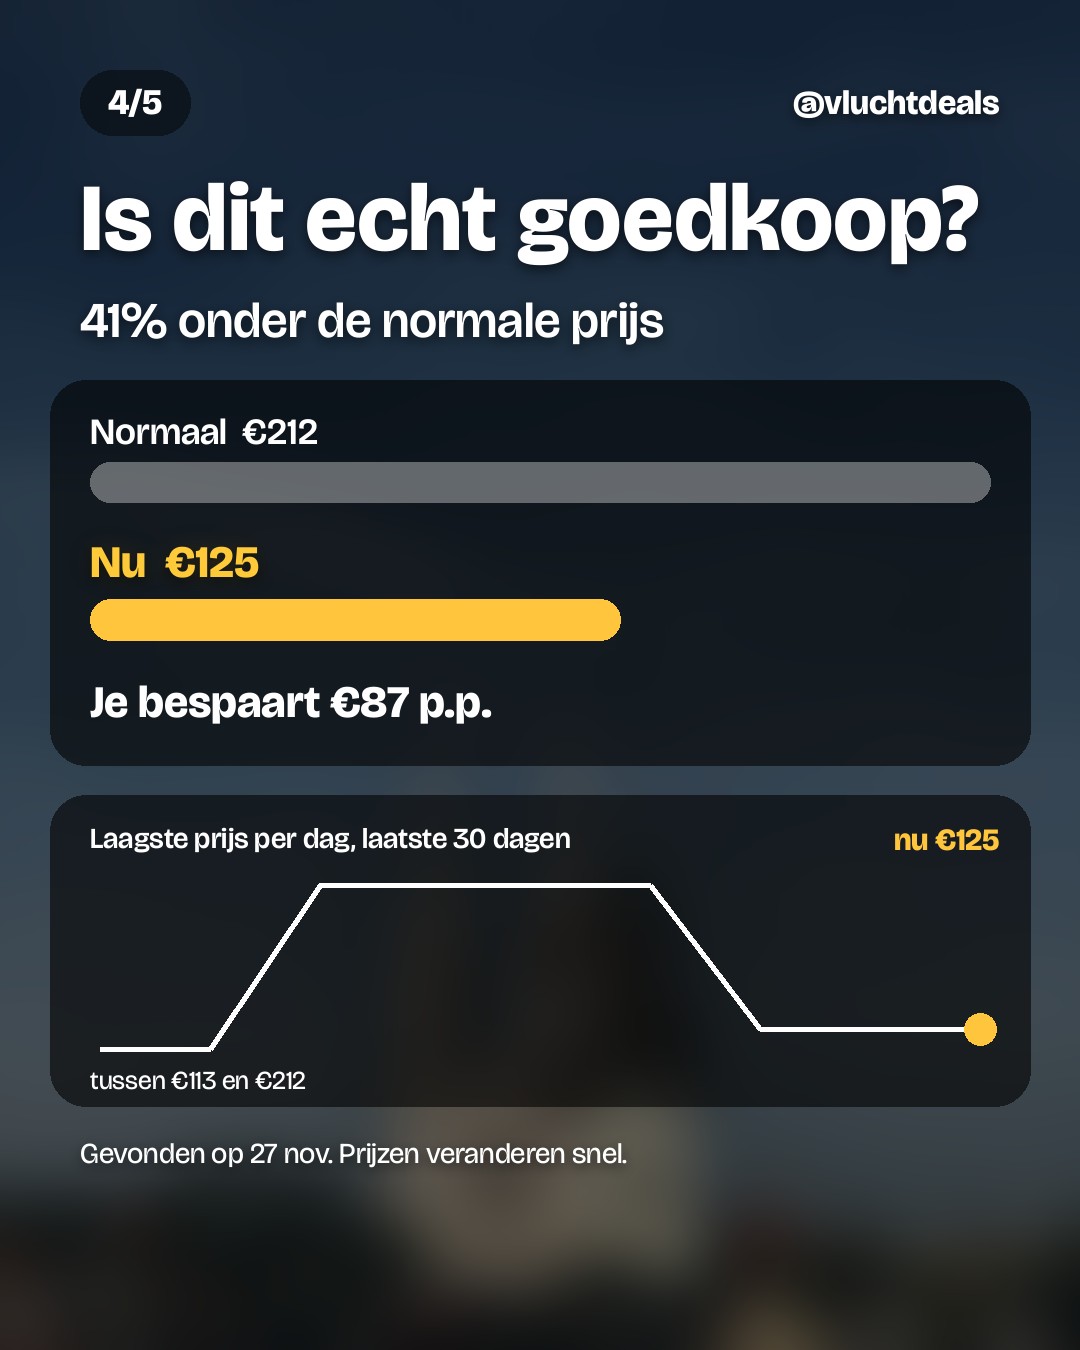 4/5
@vluchtdeals
Is dit echt goedkoop?
41% onder de normale prijs
Normaal €212
Nu €125
Je bespaart €87 p.p.
Laagste prijs per dag, laatste 30 dagen
nu €125
tussen €113 en €212
Gevonden op 27 nov. Prijzen veranderen snel.